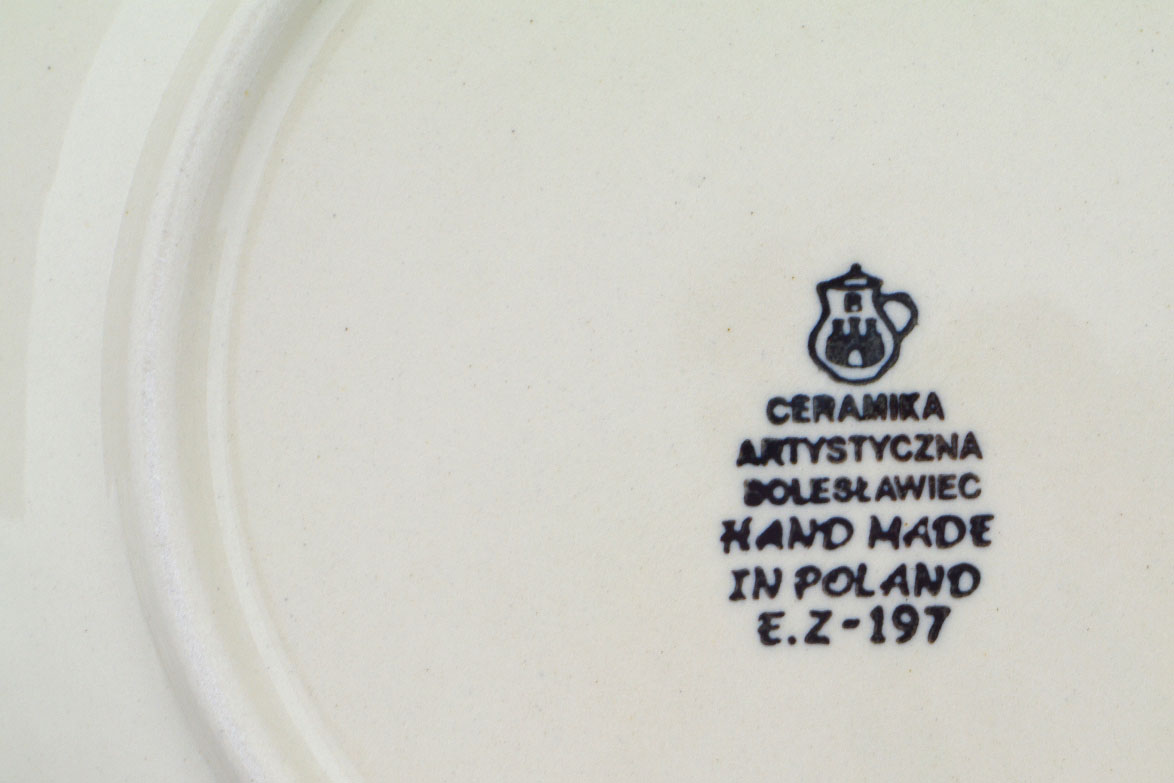 CERAMIKA
ARTYSTYCZNA
BOLESŁAWIEC
HAND MADE
IN POLAND
E.Z-197